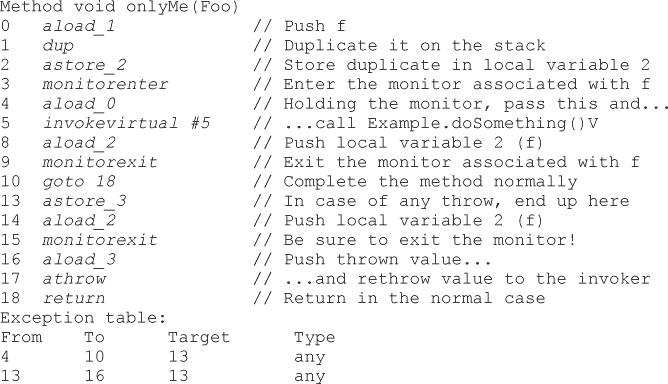 Method void onlyMe(Foo)
0 aload_1 // Push f
1 dup // Duplicate it on the stack
2 astore_2 // Store duplicate in local variable 2
3 monitorenter // Enter the monitor associated with f
4 aload_0 // Holding the monitor, pass this and...
5 invokevirtual #5 // ...call Example.doSomething()V
8 aload_2 // Push local variable 2 (f)
9 monitorexit // Exit the monitor associated with f
10 goto 18 // Complete the method normally
13 astore_3 // In case of any throw, end up here
14 aload_2 // Push local variable 2 (f)
15 monitorexit // Be sure to exit the monitor!
16 aload_3 // Push thrown value...
17 athrow // ...and rethrow value to the invoker
18 return // Return in the normal case
Exception table:
From To Target Type
4 10 13 any
13 16 13 any